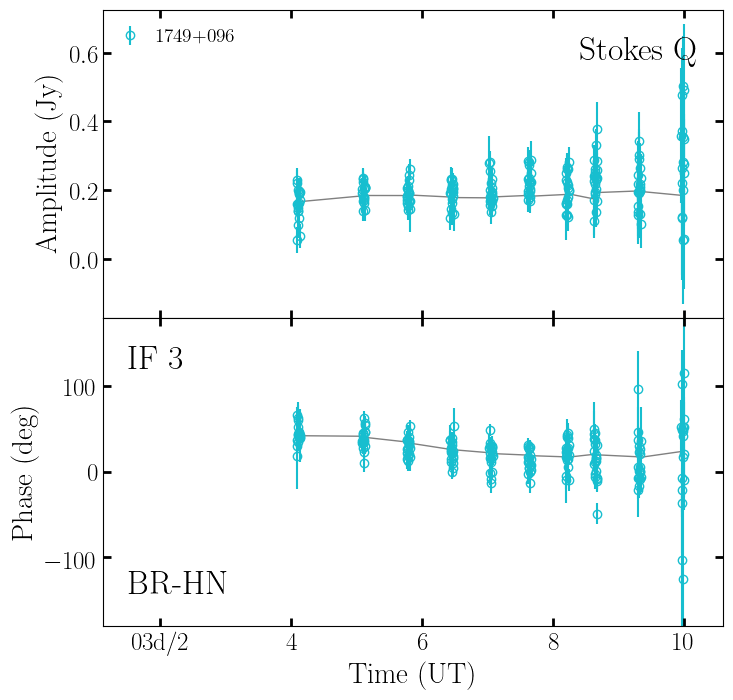 1749+096
Stokes Q
Amplitude (Jy)
0.6
0.4
0.2
0.0
IF 3
Phase (deg)
100
0
−100
BR-HN
03d/2
4
6
8
10
Time (UT)